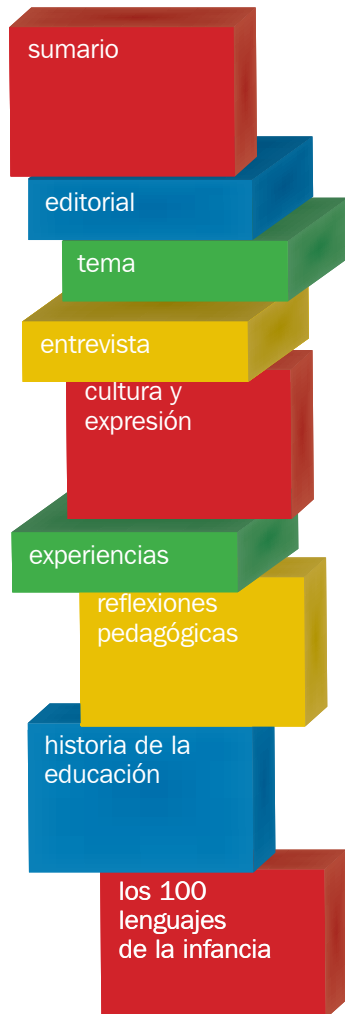 sumario
editorial
tema
entrevista
cultura y
expresión
experiencias
reflexiones
pedagógicas
historia de la
educación
los 100
lenguajes
de la infancia